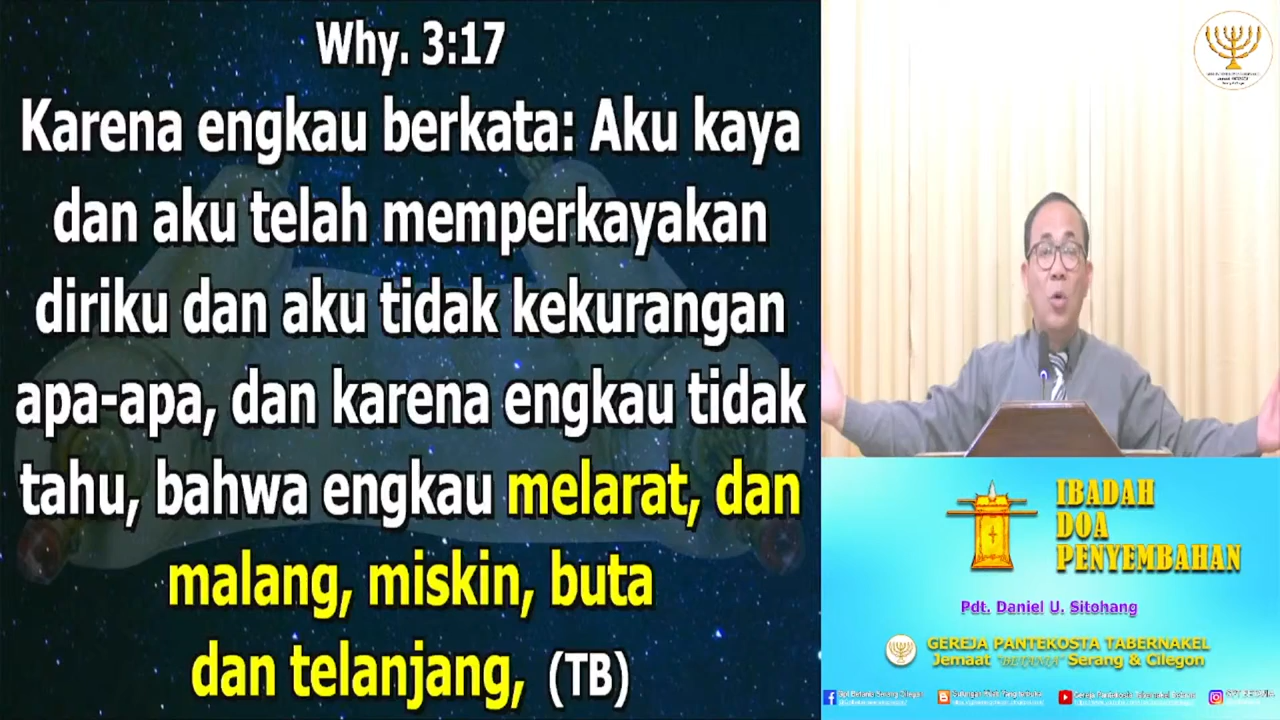 Why. 3:17
Karena engkau berkata: Aku kaya
dan aku telah memperkayakan
diriku dan aku tidak kekurangan
apa-apa, dan karena engkau tidak
tahu, bahwa engkau melarat, dan
malang, miskin, buta
dan telanjang, (TB)
IBADAH
DOA
PENYEMBAHAN
Pdt. Daniel U. Sitohang
GEREJA PANTEKOSTA TABERNAKEL
Jemaat "BETANIA" Serang & Cilegon